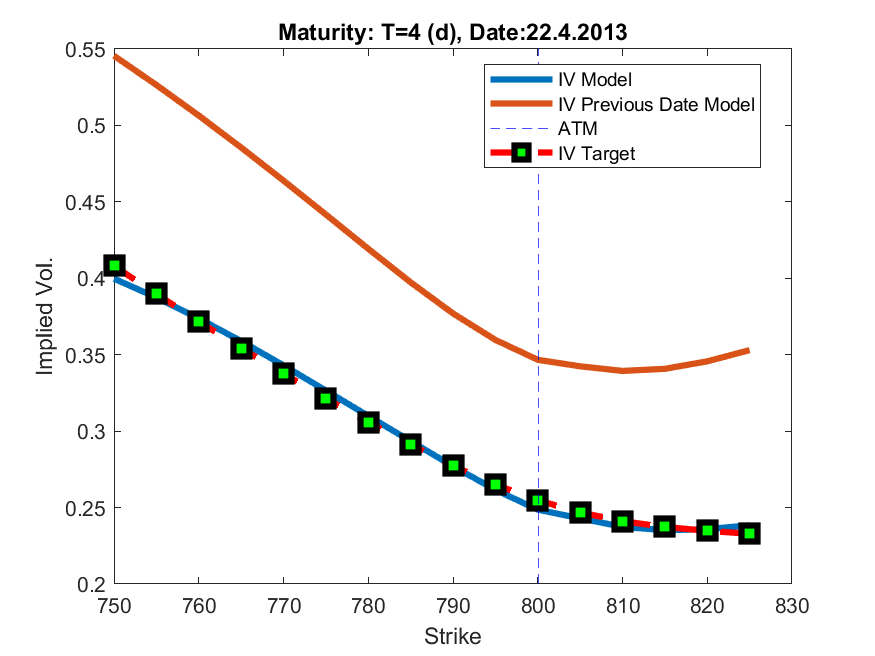 Maturity: T=4 (d), Date:22.4.2013
IV Model
IV Previous Date Model
ATM
IV Target
Implied Vol.
0.55
0.5
0.45
0.4
0.35
0.3
0.25
0.2
750 760 770 780 790 800 810 820 830
Strike